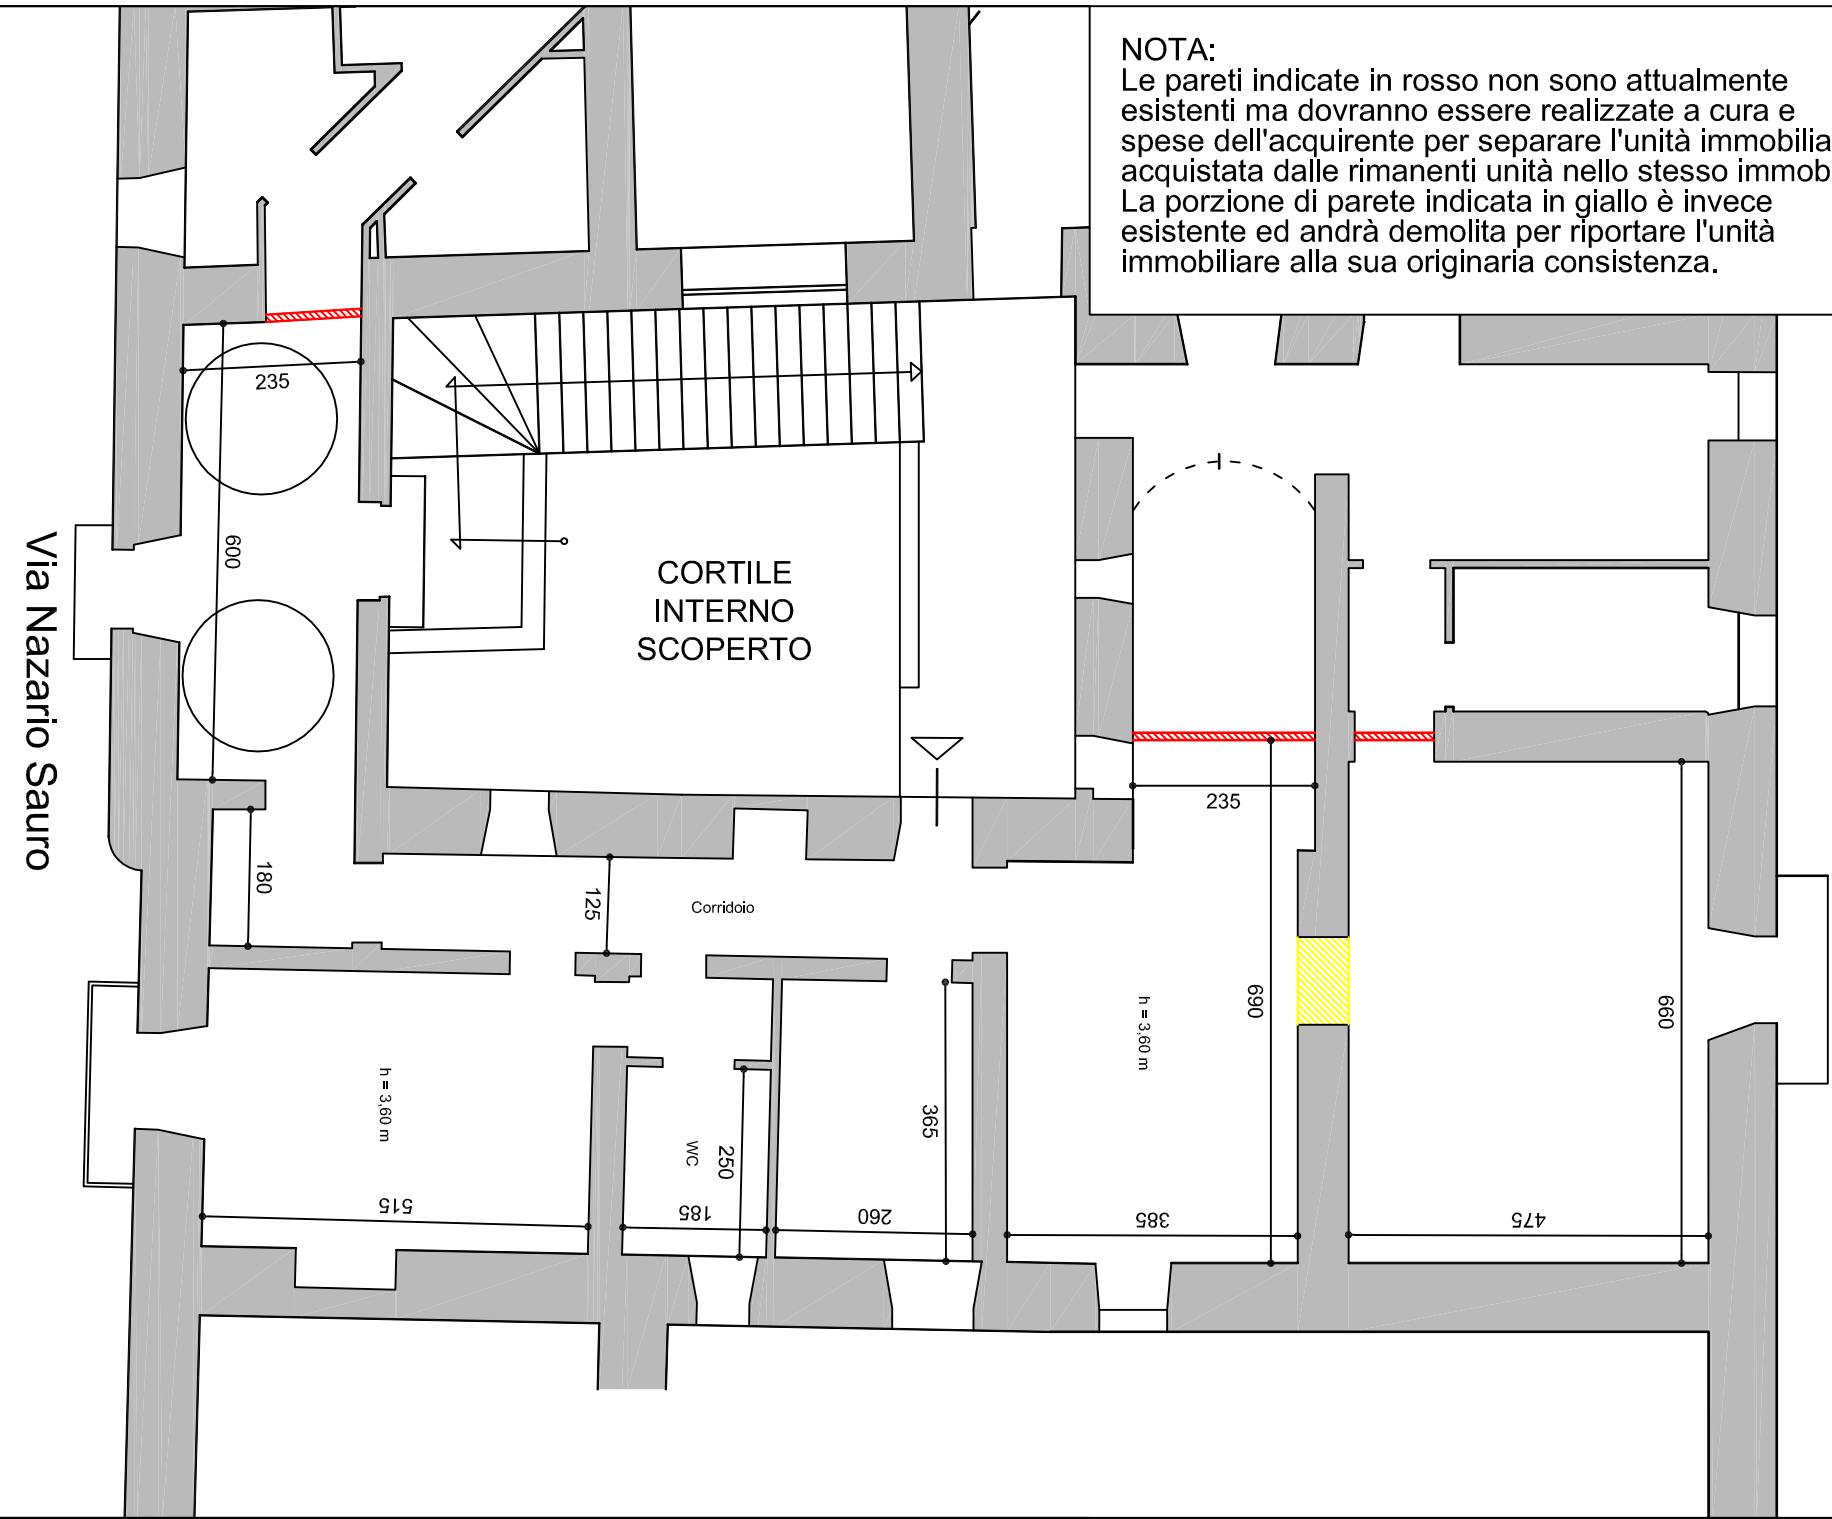 NOTA:
Le pareti indicate in rosso non sono attualmente
esistenti ma dovranno essere realizzate a cura e
spese dell'acquirente per separare l'unità immobilia
acquistata dalle rimanenti unità nello stesso immob
La porzione di parete indicata in giallo è invece
esistente ed andrà demolita per riportare l'unità
immobiliare alla sua originaria consistenza.
235
600
CORTILE
INTERNO
SCOPERTO
Via Nazario Sauro
235
180
125
Corridoio
690
660
h = 3,60 m
h = 3,60 m
365
WC
250
515
185
260
385
475